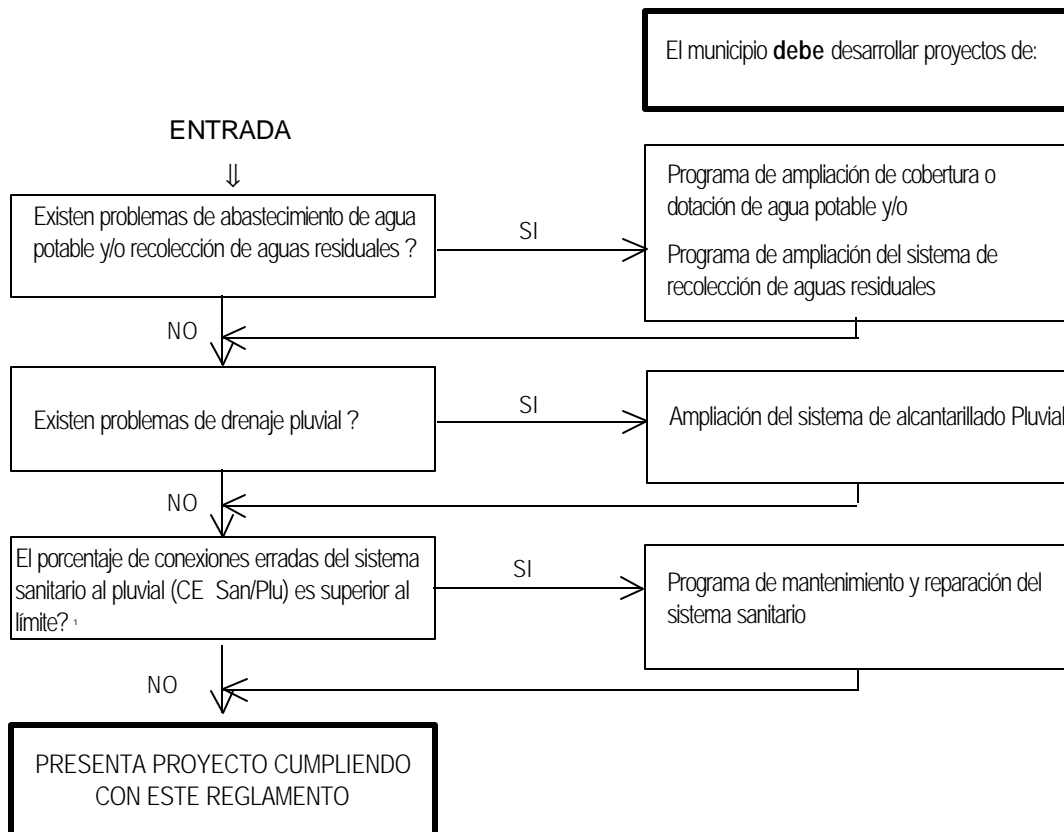 El municipio debe desarrollar proyectos de:
ENTRADA
⇓
Existen problemas de abastecimiento de agua
potable y/o recolección de aguas residuales ?
SI
Programa de ampliación de cobertura o
dotación de agua potable y/o
Programa de ampliación del sistema de
recolección de aguas residuales
NO
Existen problemas de drenaje pluvial ?
SI
Ampliación del sistema de alcantarillado Pluvial
NO
El porcentaje de conexiones erradas del sistema
sanitario al pluvial (CE San/Plu) es superior al
límite? ¹
SI
Programa de mantenimiento y reparación del
sistema sanitario
NO
PRESENTA PROYECTO CUMPLIENDO
CON ESTE REGLAMENTO